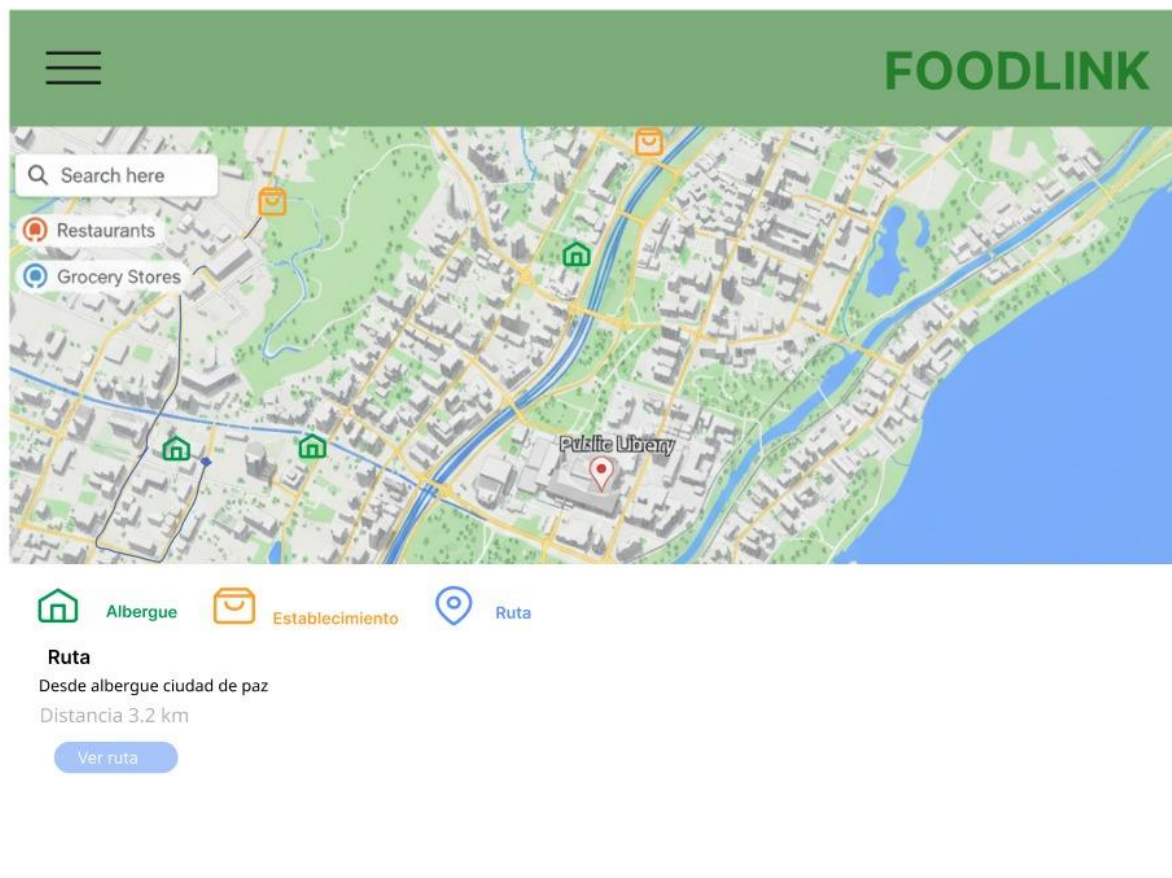 FOODLINK
Search here
Restaurants
Grocery Stores
Public Libery
Albergue
Establecimiento
Ruta
Ruta
Desde albergue ciudad de paz
Distancia 3.2 km
Ver ruta